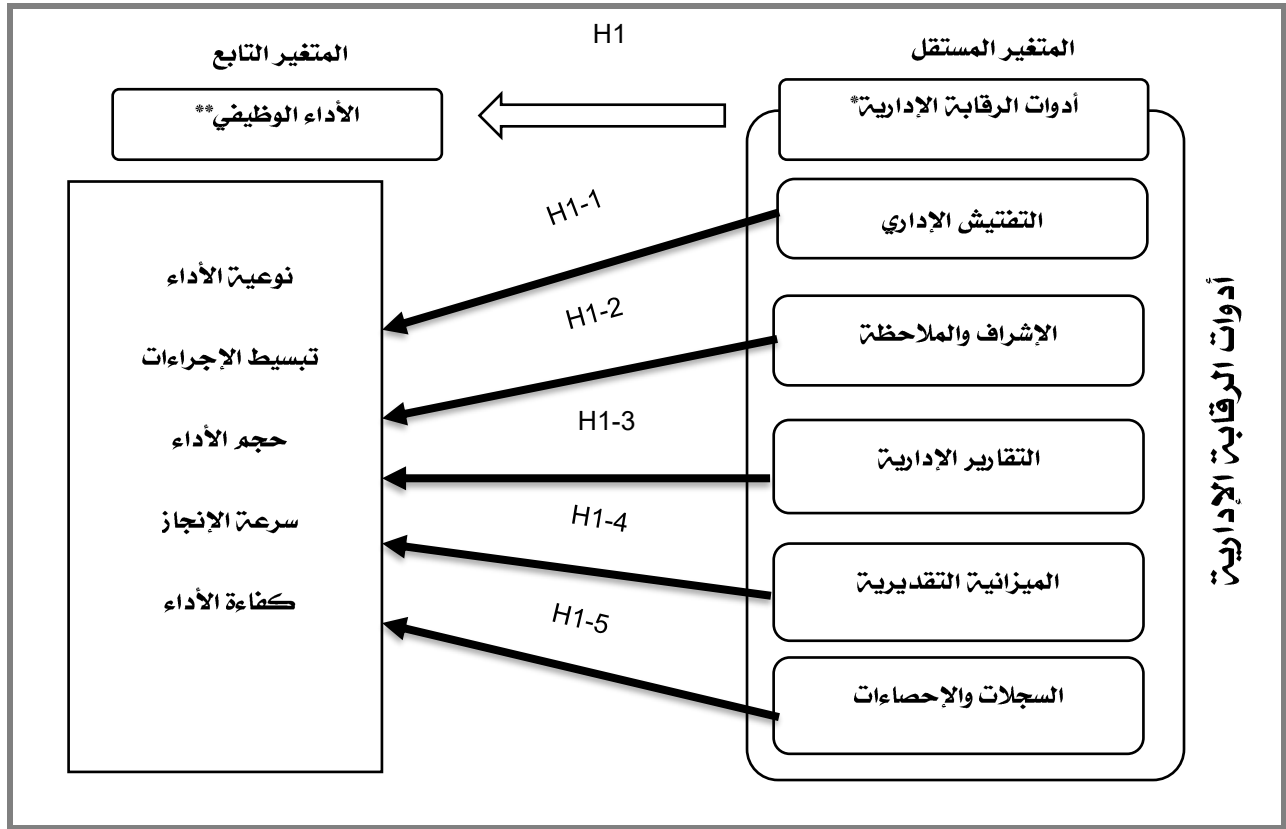 H1
المتغير المستقل
المتغير التابع
أدوات الرقابة الإدارية*
الأداء الوظيفي**
التفتيش الإداري
الإشراف والملاحظة
التقارير الإدارية
الميزانية التقديرية
السجلات والإحصاءات
أدوات الرقابة الإدارية
H1-1
H1-2
H1-3
H1-4
H1-5
نوعية الأداء
تبسيط الإجراءات
حجم الأداء
سرعة الإنجاز
كفاءة الأداء